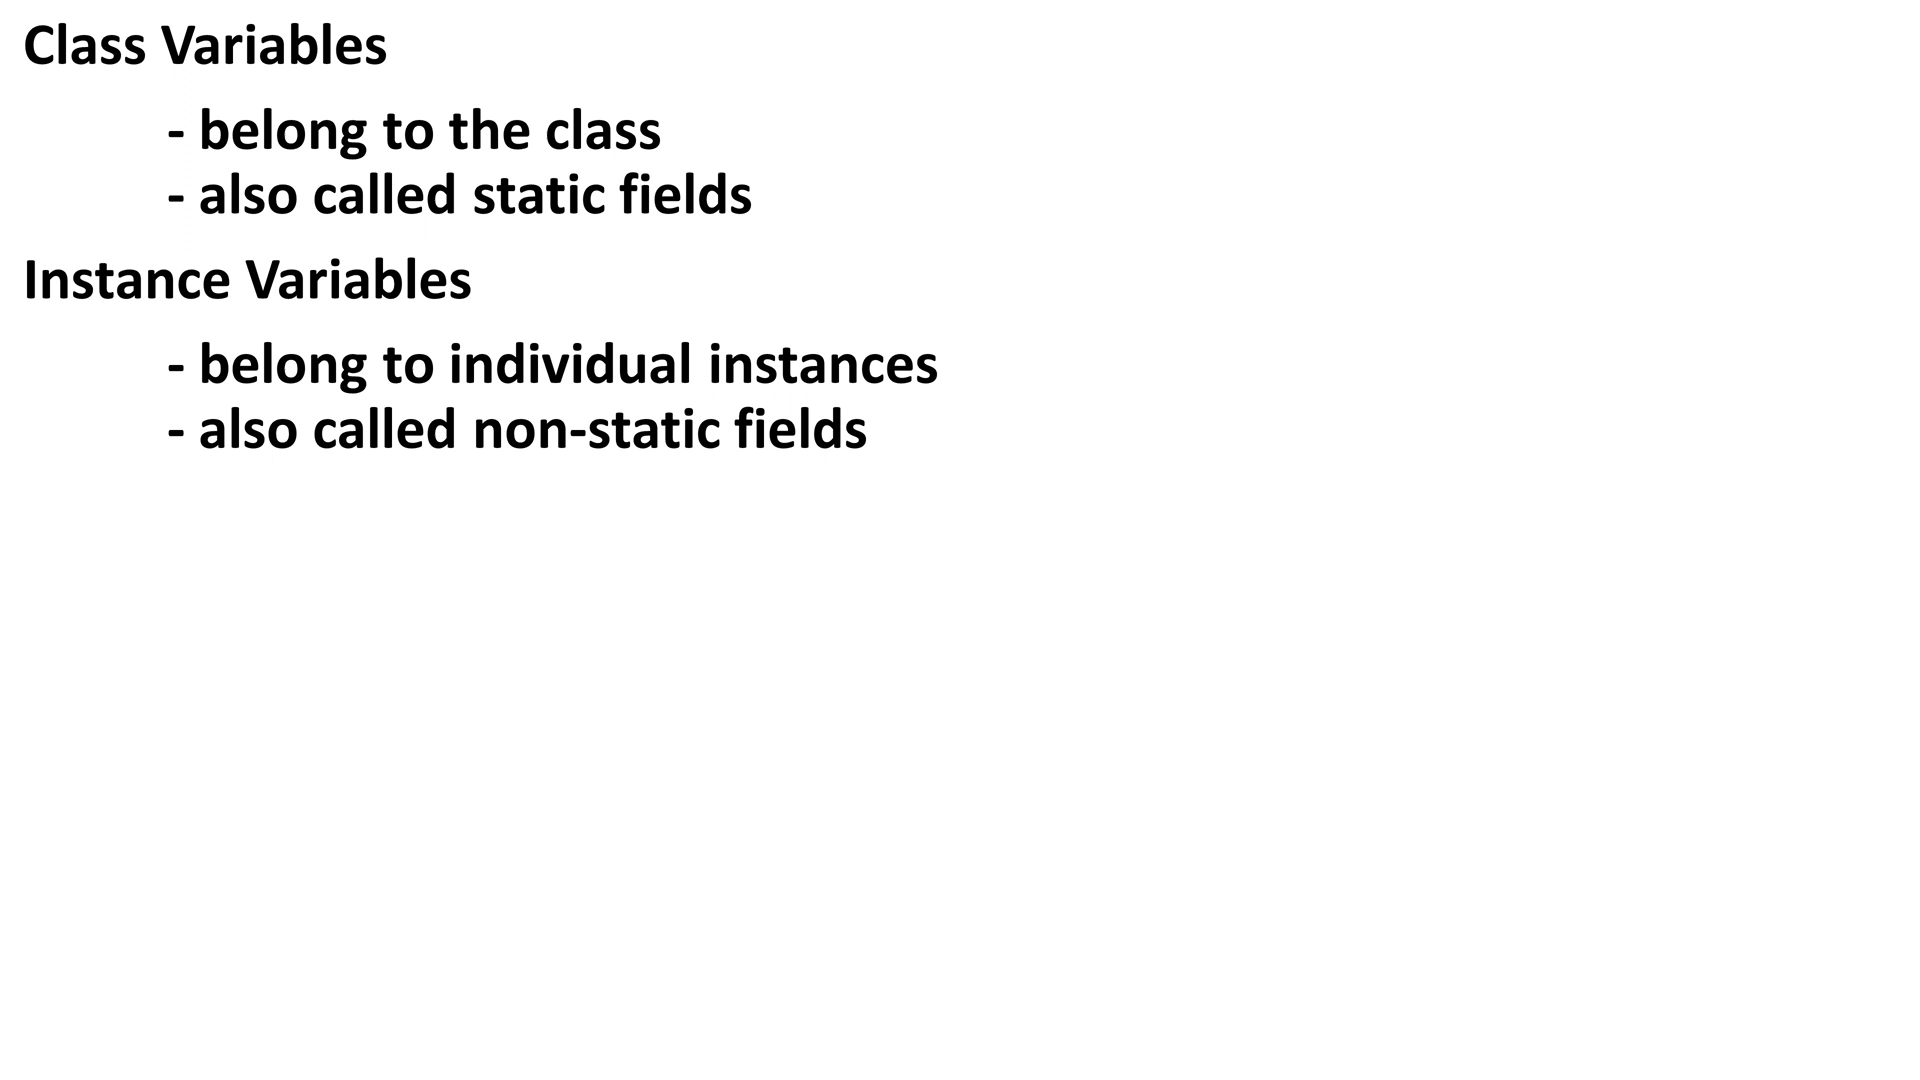 Class Variables
- belong to the class
- also called static fields
Instance Variables
- belong to individual instances
- also called non-static fields